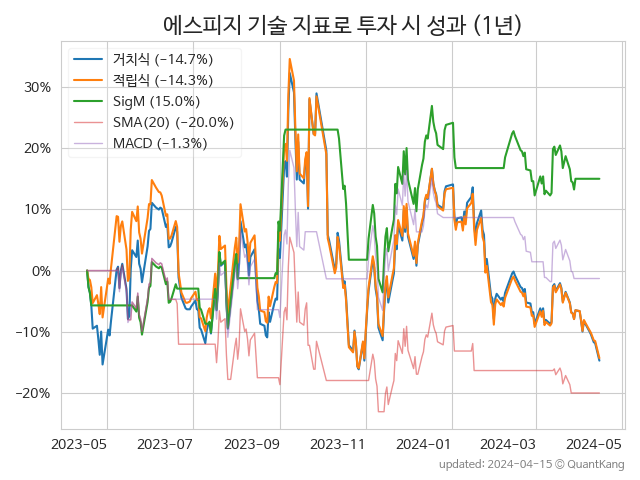 에스피지 기술 지표로 투자 시 성과 (1년)
거치식 (-14.7%)
적립식 (-14.3%)
SigM (15.0%)
SMA(20) (-20.0%)
MACD (-1.3%)
30%
20%
10%
0%
-10%
-20%
2023-05 2023-07 2023-09 2023-11 2024-01 2024-03 2024-05
updated: 2024-04-15 © QuantKang